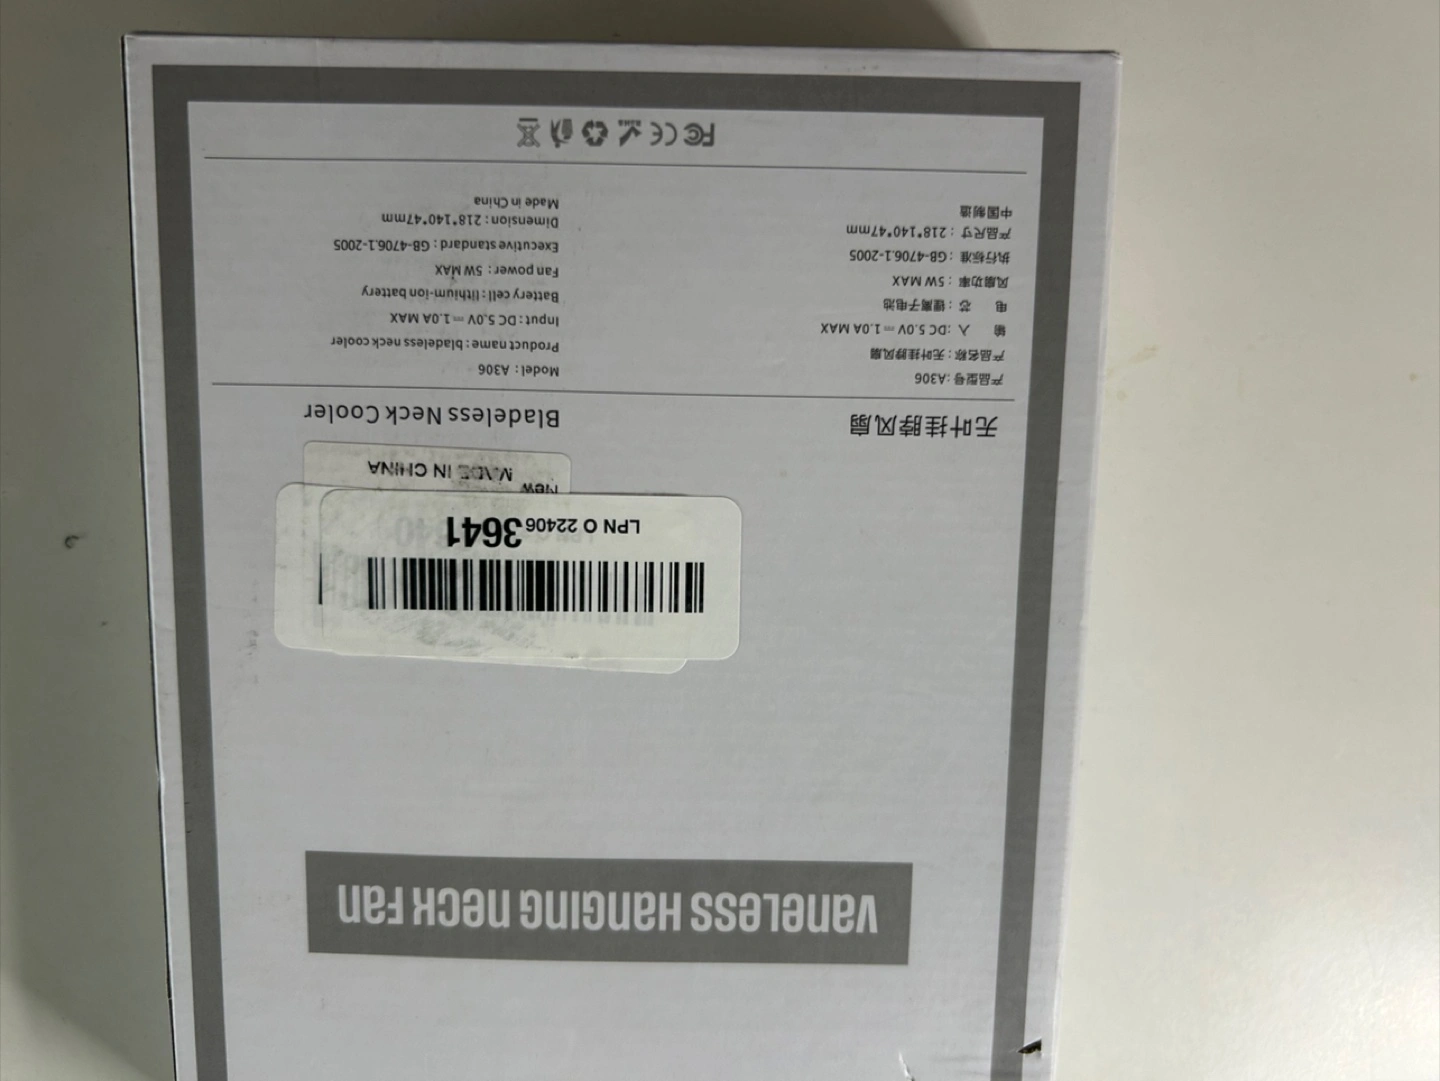 vaneLess Hanging neck Fan
LPN O 224063641
New
MADE IN CHINA
无叶挂脖风扇
产品型号:A306
产品名称：无叶挂脖风扇
输 入 :DC 5.0V ⎓ 1.0A MAX
电 芯 ：锂离子电池
风扇功率 ：5W MAX
执行标准 ：GB-4706.1-2005
产品尺寸 ：218*140*47mm
中国制造
Bladeless Neck Cooler
Model : A306
Product name : bladeless neck cooler
Input : DC 5.0V ⎓ 1.0A MAX
Battery cell : lithium-ion battery
Fan power : 5W MAX
Executive standard : GB-4706.1-2005
Dimension : 218*140*47mm
Made in China
FC CE RoHS